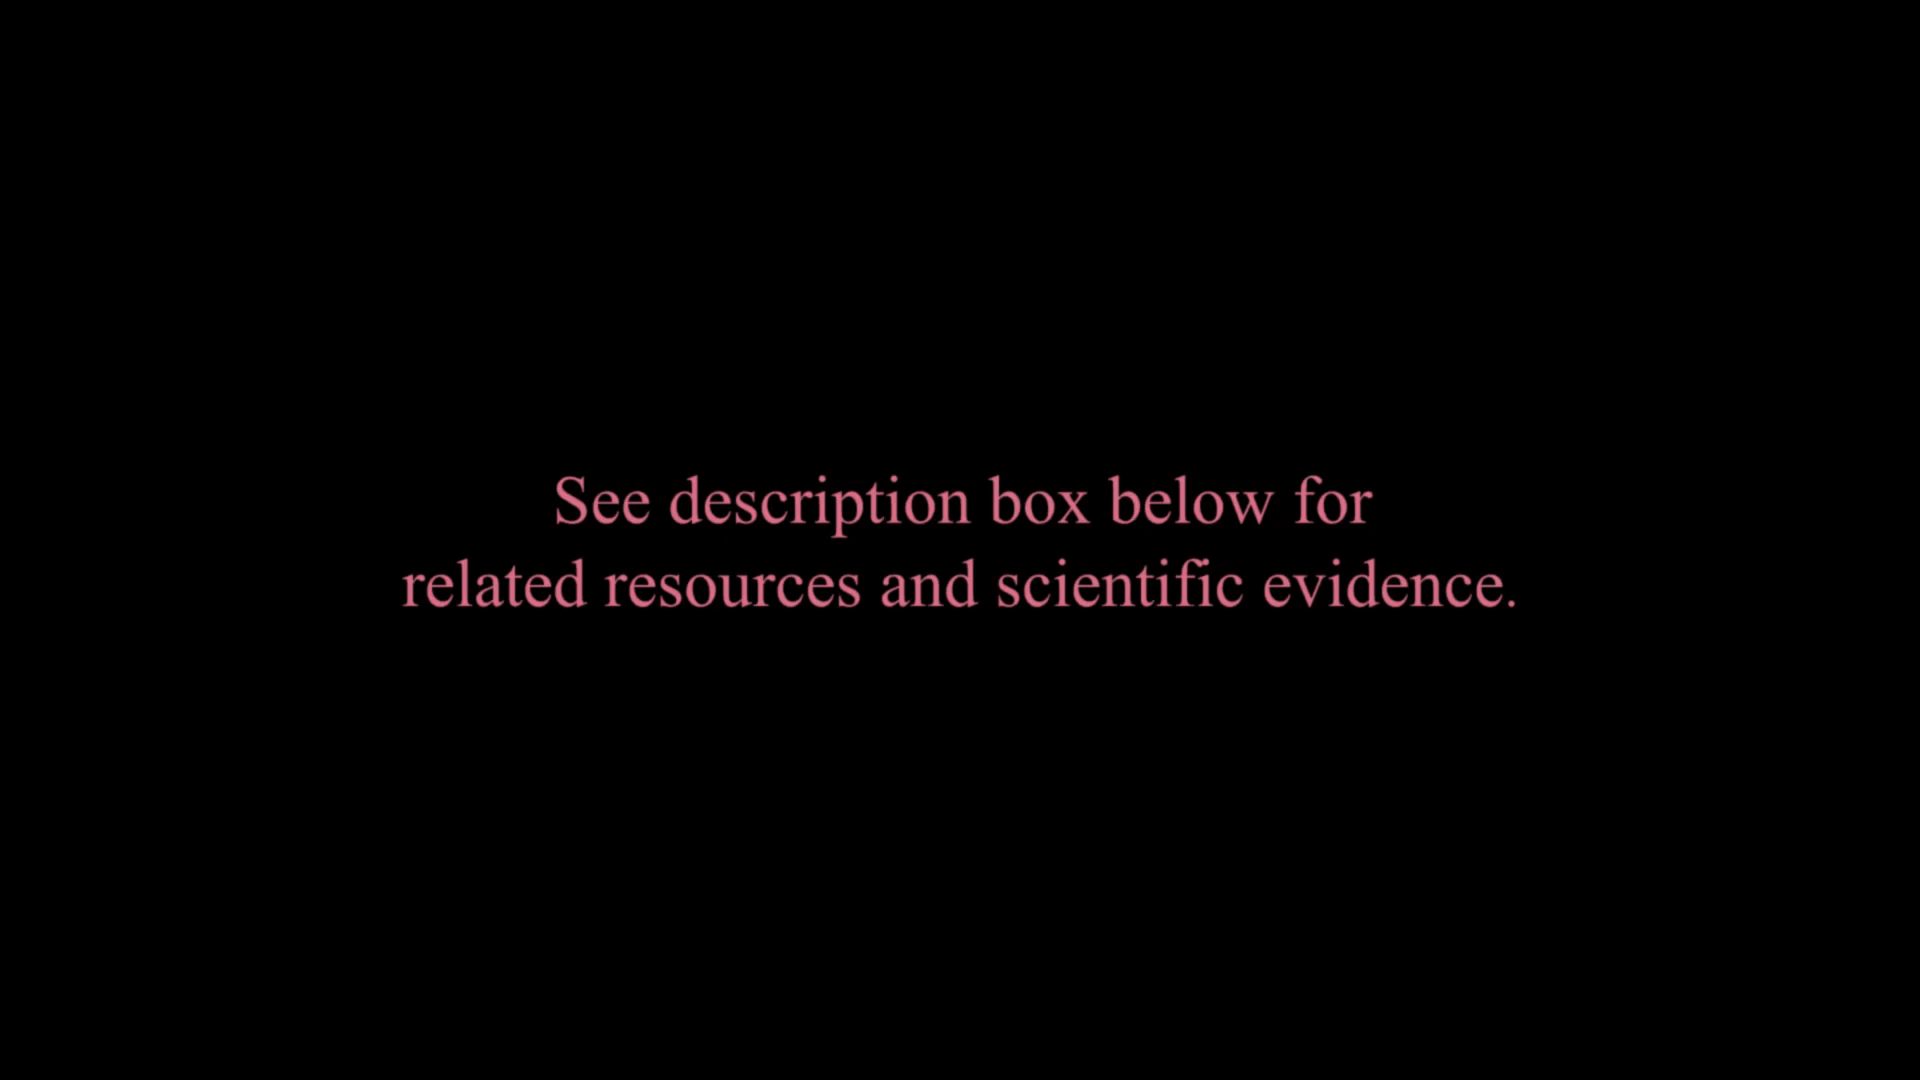 See description box below for
related resources and scientific evidence.